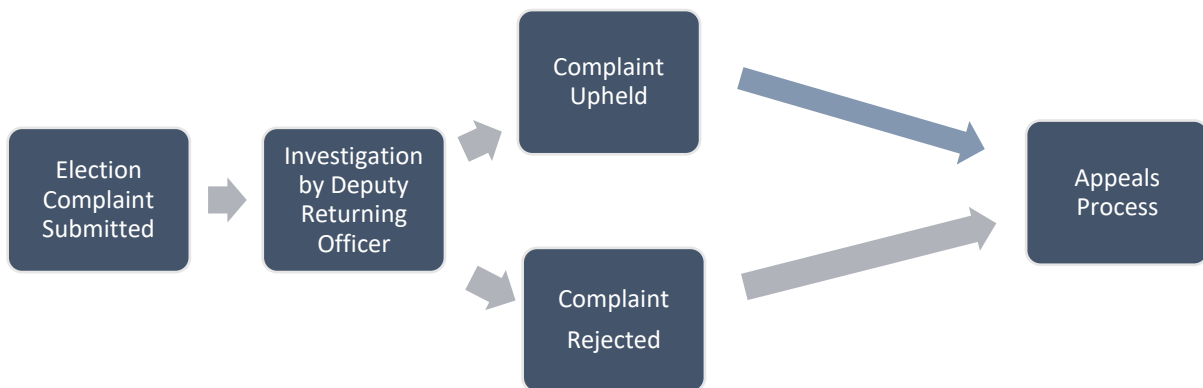 Election
Complaint
Submitted
Investigation
by Deputy
Returning
Officer
Complaint
Upheld
Complaint
Rejected
Appeals
Process